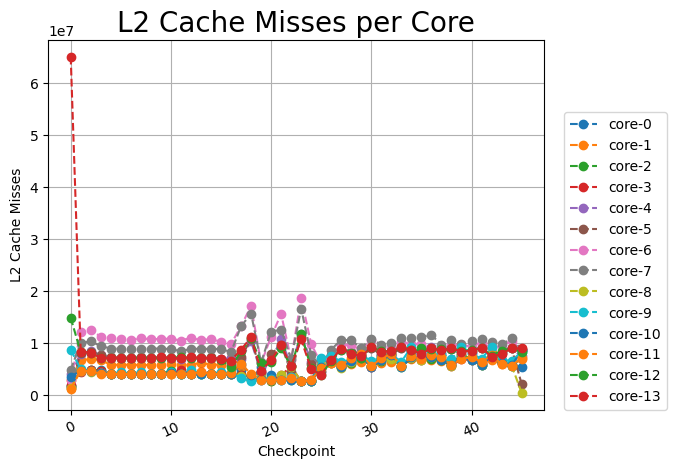 L2 Cache Misses per Core
1e7
6
5
4
3
2
1
0
L2 Cache Misses
0
10
20
30
40
Checkpoint
core-0
core-1
core-2
core-3
core-4
core-5
core-6
core-7
core-8
core-9
core-10
core-11
core-12
core-13